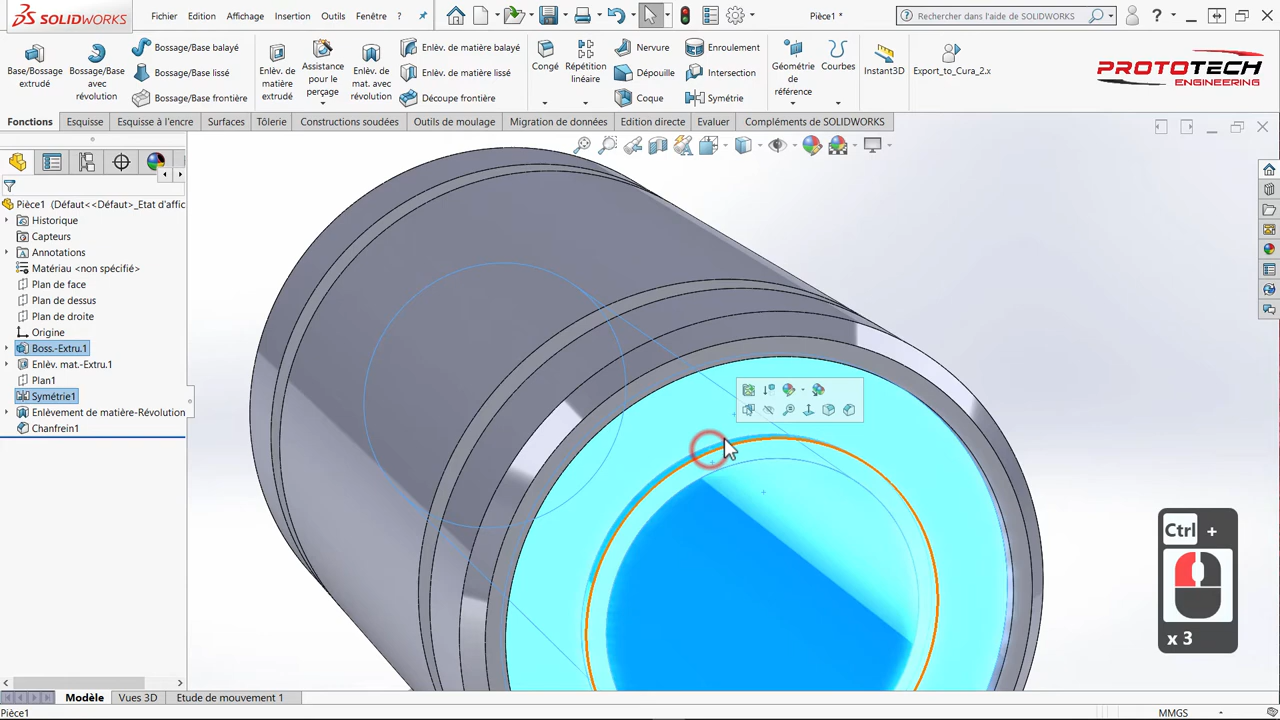 SOLIDWORKS
Fichier Edition Affichage Insertion Outils Fenêtre ?
Pièce1 *
Rechercher dans l'aide de SOLIDWORKS
?
Base/Bossage extrudé
Bossage/Base avec révolution
Bossage/Base balayé
Bossage/Base lissé
Bossage/Base frontière
Enlèv. de matière extrudé
Assistance pour le perçage
Enlèv. de mat. avec révolution
Enlèv. de matière balayé
Enlèv. de matière lissé
Découpe frontière
Congé
Répétition linéaire
Nervure
Dépouille
Coque
Enroulement
Intersection
Symétrie
Géométrie de référence
Courbes
Instant3D
Export_to_Cura_2.x
PROTOTECH
ENGINEERING
Fonctions Esquisse Esquisse à l'encre Surfaces Tôlerie Constructions soudées Outils de moulage Migration de données Edition directe Evaluer Compléments de SOLIDWORKS
Pièce1 (Défaut<<Défaut>_Etat d'affic
Historique
Capteurs
Annotations
Matériau <non spécifié>
Plan de face
Plan de dessus
Plan de droite
Origine
Boss.-Extru.1
Enlèv. mat.-Extru.1
Plan1
Symétrie1
Enlèvement de matière-Révolution
Chanfrein1
Ctrl +
x 3
Modèle Vues 3D Etude de mouvement 1
Pièce1
MMGS